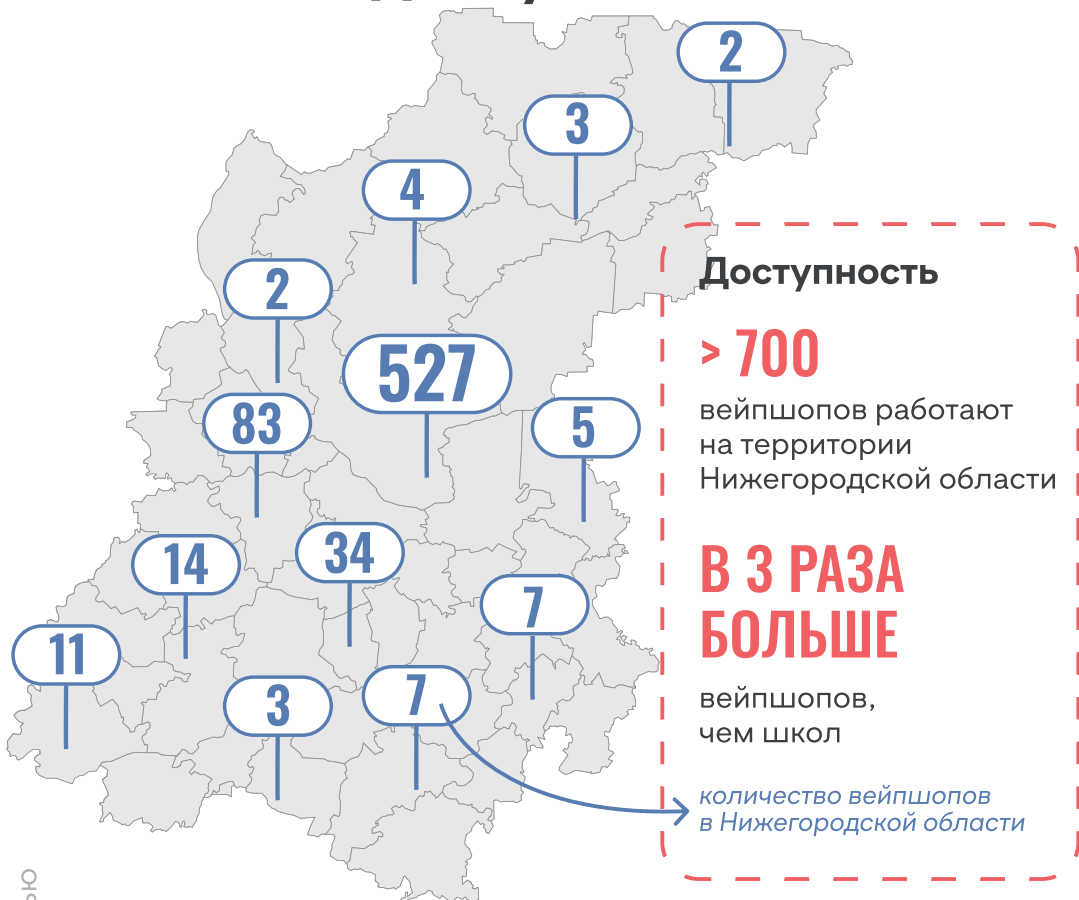 2
3
4
2
527
83
5
34
14
7
11
7
3
Доступность
> 700
вейпшопов работают
на территории
Нижегородской области
В 3 РАЗА
БОЛЬШЕ
вейпшопов,
чем школ
количество вейпшопов
в Нижегородской области